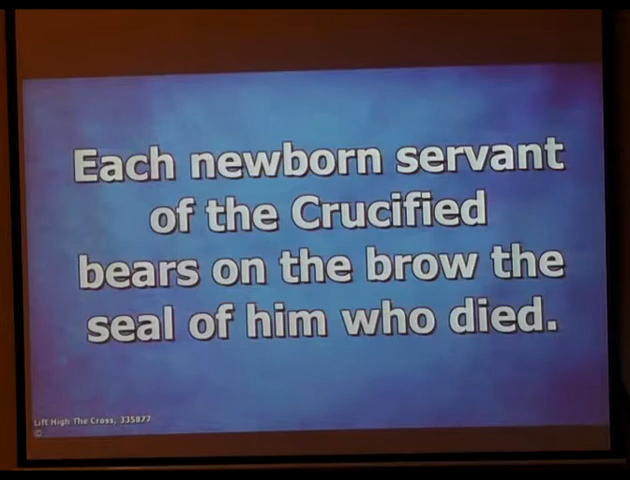 Each newborn servant
of the Crucified
bears on the brow the
seal of him who died.
Lift High The Cross, 335877
©